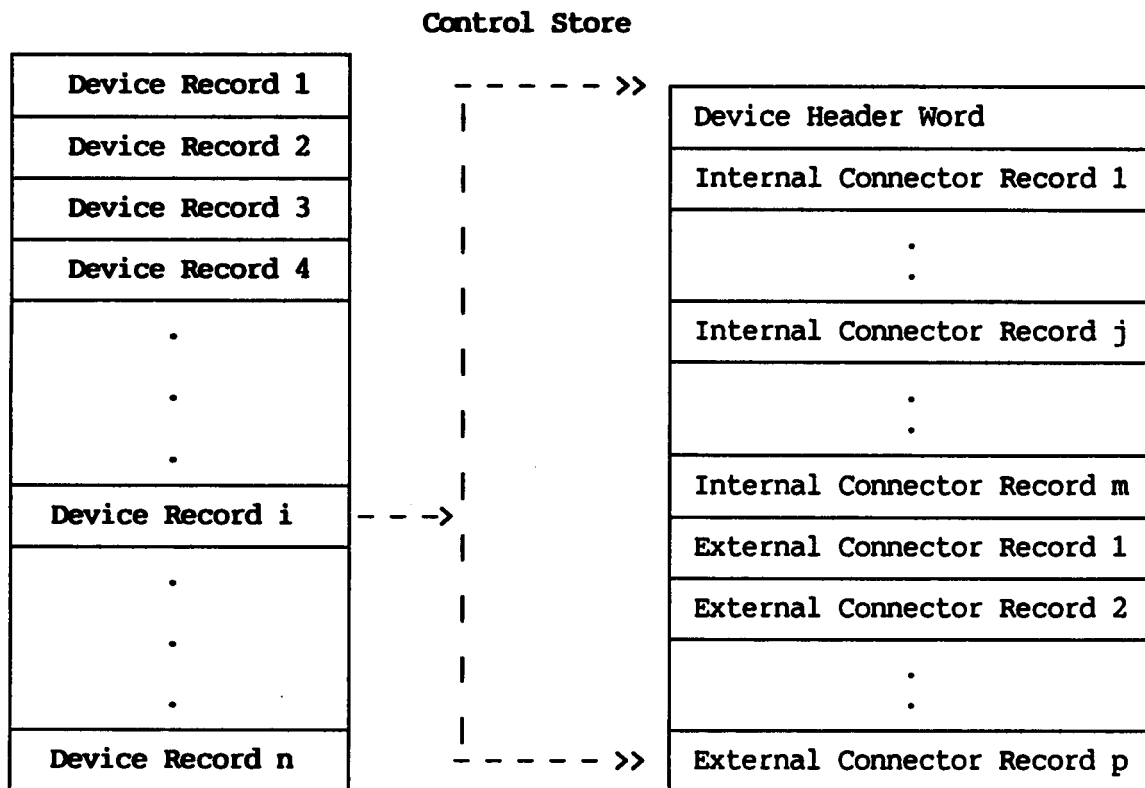 Control Store
Device Record 1
Device Record 2
Device Record 3
Device Record 4
.
.
.
Device Record i
.
.
.
Device Record n
Device Header Word
Internal Connector Record 1
.
.
Internal Connector Record j
.
.
Internal Connector Record m
External Connector Record 1
External Connector Record 2
.
.
External Connector Record p